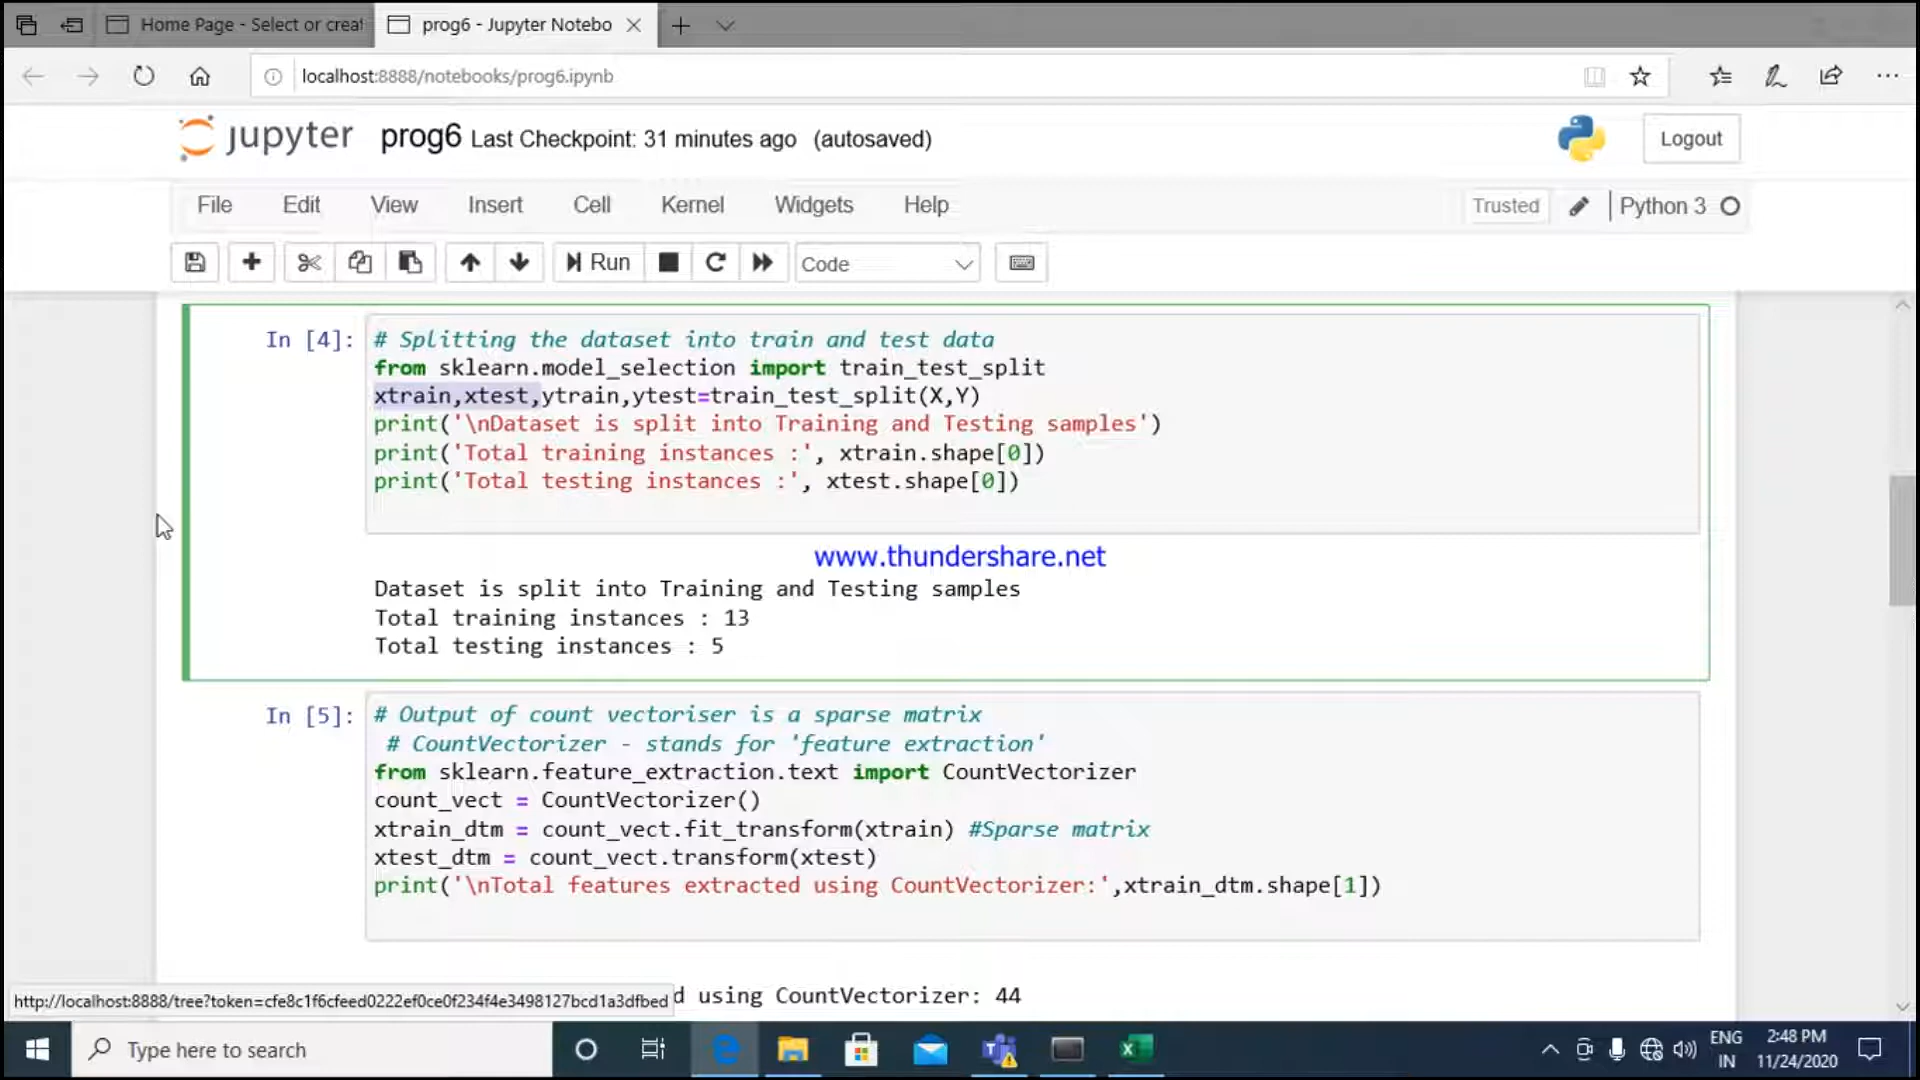 Home Page - Select or creat
prog6 - Jupyter Notebo
localhost:8888/notebooks/prog6.ipynb
jupyter prog6 Last Checkpoint: 31 minutes ago (autosaved)
Logout
File Edit View Insert Cell Kernel Widgets Help
Trusted Python 3
Run Code
In [4]: # Splitting the dataset into train and test data
from sklearn.model_selection import train_test_split
xtrain,xtest,ytrain,ytest=train_test_split(X,Y)
print('\nDataset is split into Training and Testing samples')
print('Total training instances :', xtrain.shape[0])
print('Total testing instances :', xtest.shape[0])
www.thundershare.net
Dataset is split into Training and Testing samples
Total training instances : 13
Total testing instances : 5
In [5]: # Output of count vectoriser is a sparse matrix
# CountVectorizer - stands for 'feature extraction'
from sklearn.feature_extraction.text import CountVectorizer
count_vect = CountVectorizer()
xtrain_dtm = count_vect.fit_transform(xtrain) #Sparse matrix
xtest_dtm = count_vect.transform(xtest)
print('\nTotal features extracted using CountVectorizer:',xtrain_dtm.shape[1])
http://localhost:8888/tree?token=cfe8c1f6cfeed0222ef0ce0f234f4e3498127bcd1a3dfbed
d using CountVectorizer: 44
Type here to search
ENG
IN
2:48 PM
11/24/2020